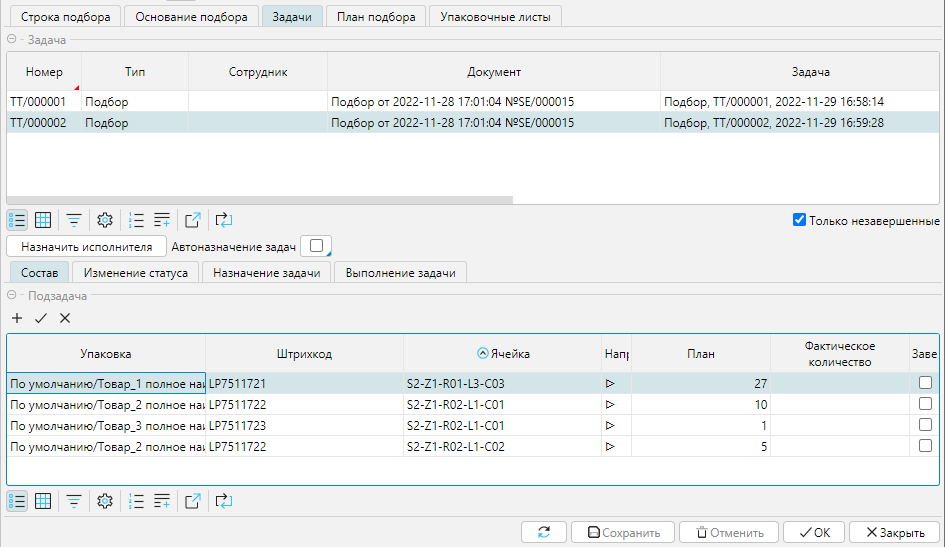 Строка подбора Основание подбора Задачи План подбора Упаковочные листы
Задача
Номер Тип Сотрудник Документ Задача
TT/000001 Подбор Подбор от 2022-11-28 17:01:04 №SE/000015 Подбор, TT/000001, 2022-11-29 16:58:14
TT/000002 Подбор Подбор от 2022-11-28 17:01:04 №SE/000015 Подбор, TT/000002, 2022-11-29 16:59:28
Только незавершенные
Назначить исполнителя Автоназначение задач
Состав Изменение статуса Назначение задачи Выполнение задачи
Подзадача
Упаковка Штрихкод Ячейка Напр План Фактическое количество Заве
По умолчанию/Товар_1 полное наи LP7511721 S2-Z1-R01-L3-C03 27
По умолчанию/Товар_2 полное наи LP7511722 S2-Z1-R02-L1-C01 10
По умолчанию/Товар_3 полное наи LP7511723 S2-Z1-R02-L1-C01 1
По умолчанию/Товар_2 полное наи LP7511722 S2-Z1-R02-L1-C02 5
Сохранить Отменить OK Закрыть